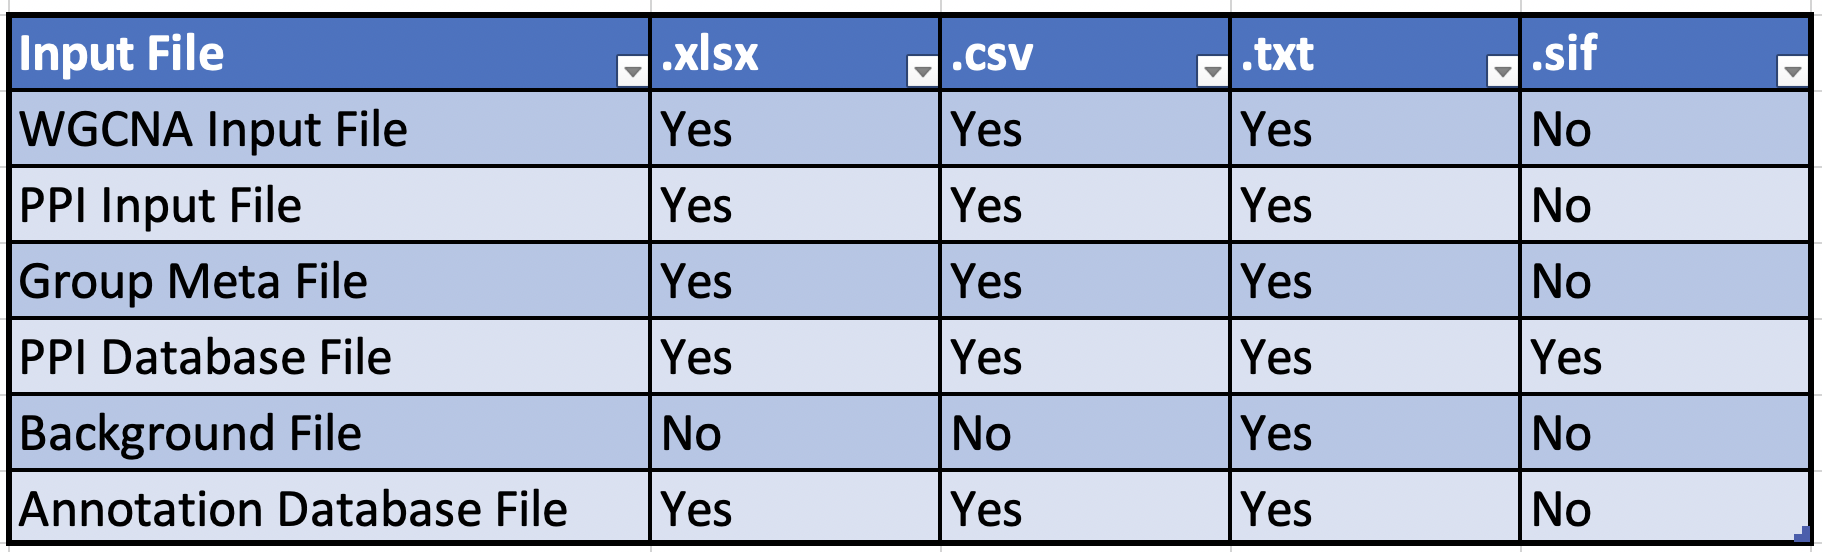 Input File .xlsx .csv .txt .sif
WGCNA Input File Yes Yes Yes No
PPI Input File Yes Yes Yes No
Group Meta File Yes Yes Yes No
PPI Database File Yes Yes Yes Yes
Background File No No Yes No
Annotation Database File Yes Yes Yes No